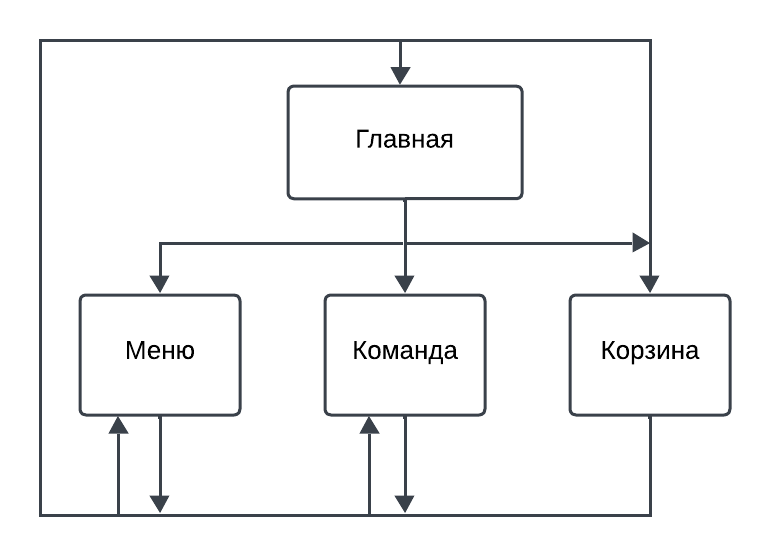 Главная
Меню
Команда
Корзина